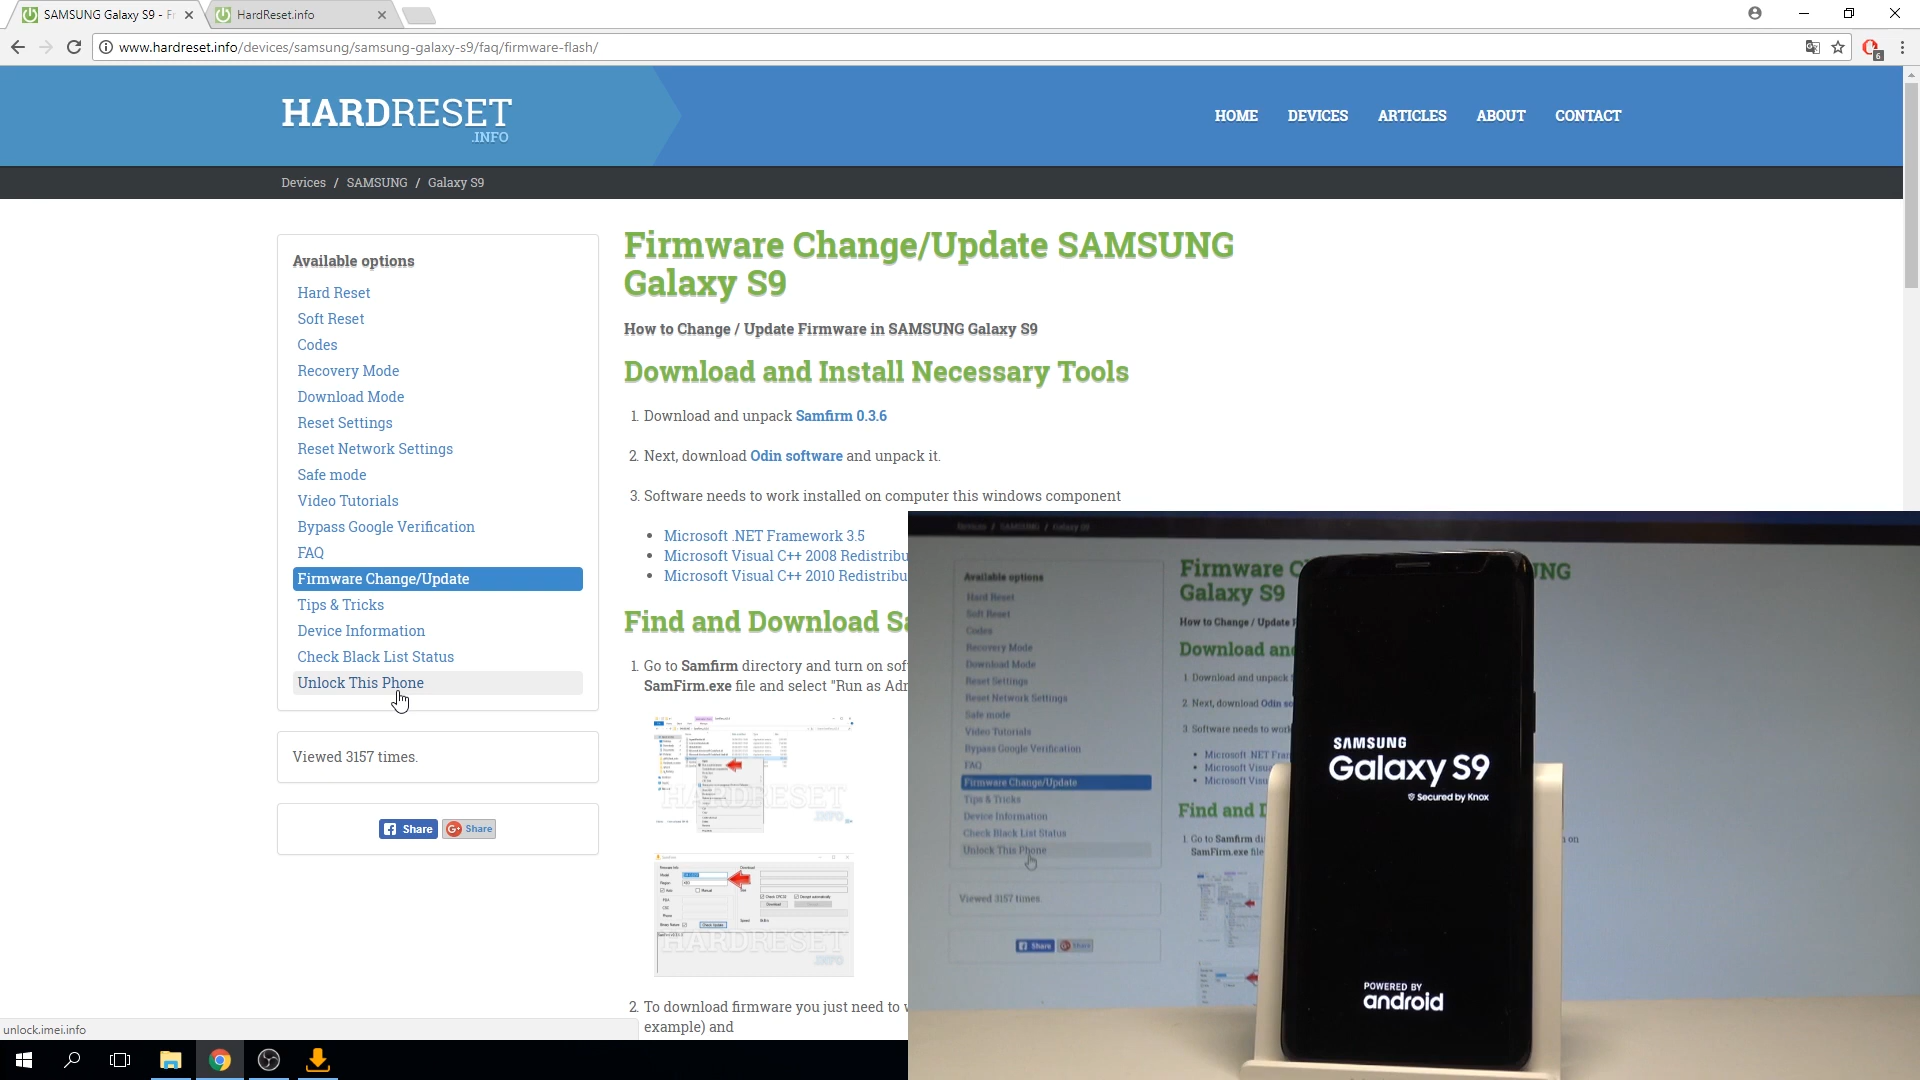 SAMSUNG Galaxy S9 - Fr
HardReset.info
www.hardreset.info/devices/samsung/samsung-galaxy-s9/faq/firmware-flash/
6
HARDRESET
.INFO
HOME
DEVICES
ARTICLES
ABOUT
CONTACT
Devices / SAMSUNG / Galaxy S9
Available options
Hard Reset
Soft Reset
Codes
Recovery Mode
Download Mode
Reset Settings
Reset Network Settings
Safe mode
Video Tutorials
Bypass Google Verification
FAQ
Firmware Change/Update
Tips & Tricks
Device Information
Check Black List Status
Unlock This Phone
Viewed 3157 times.
Share
Share
Firmware Change/Update SAMSUNG
Galaxy S9
How to Change / Update Firmware in SAMSUNG Galaxy S9
Download and Install Necessary Tools
1. Download and unpack Samfirm 0.3.6
2. Next, download Odin software and unpack it.
3. Software needs to work installed on computer this windows component
Microsoft .NET Framework 3.5
Microsoft Visual C++ 2008 Redistribu
Microsoft Visual C++ 2010 Redistribu
Find and Download Sa
1. Go to Samfirm directory and turn on sof
SamFirm.exe file and select "Run as Adr
HARDRESET
.INFO
HARDRESET
.INFO
2. To download firmware you just need to
example) and
unlock.imei.info
Devices / SAMSUNG / Galaxy S9
Available options
Hard Reset
Soft Reset
Codes
Recovery Mode
Download Mode
Reset Settings
Reset Network Settings
Safe mode
Video Tutorials
Bypass Google Verification
FAQ
Firmware Change/Update
Tips & Tricks
Device Information
Check Black List Status
Unlock This Phone
Viewed 3157 times
Share
Share
Firmware C
NG
Galaxy S9
How to Change / Update F
Download an
1. Download and unpack
2. Next, download Odin so
3. Software needs to wor
Microsoft .NET Fra
Microsoft Visu
Microsoft Visu
Find and D
1. Go to Samfirm di
on
SamFirm.exe file
SAMSUNG
Galaxy S9
Secured by Knox
POWERED BY
android